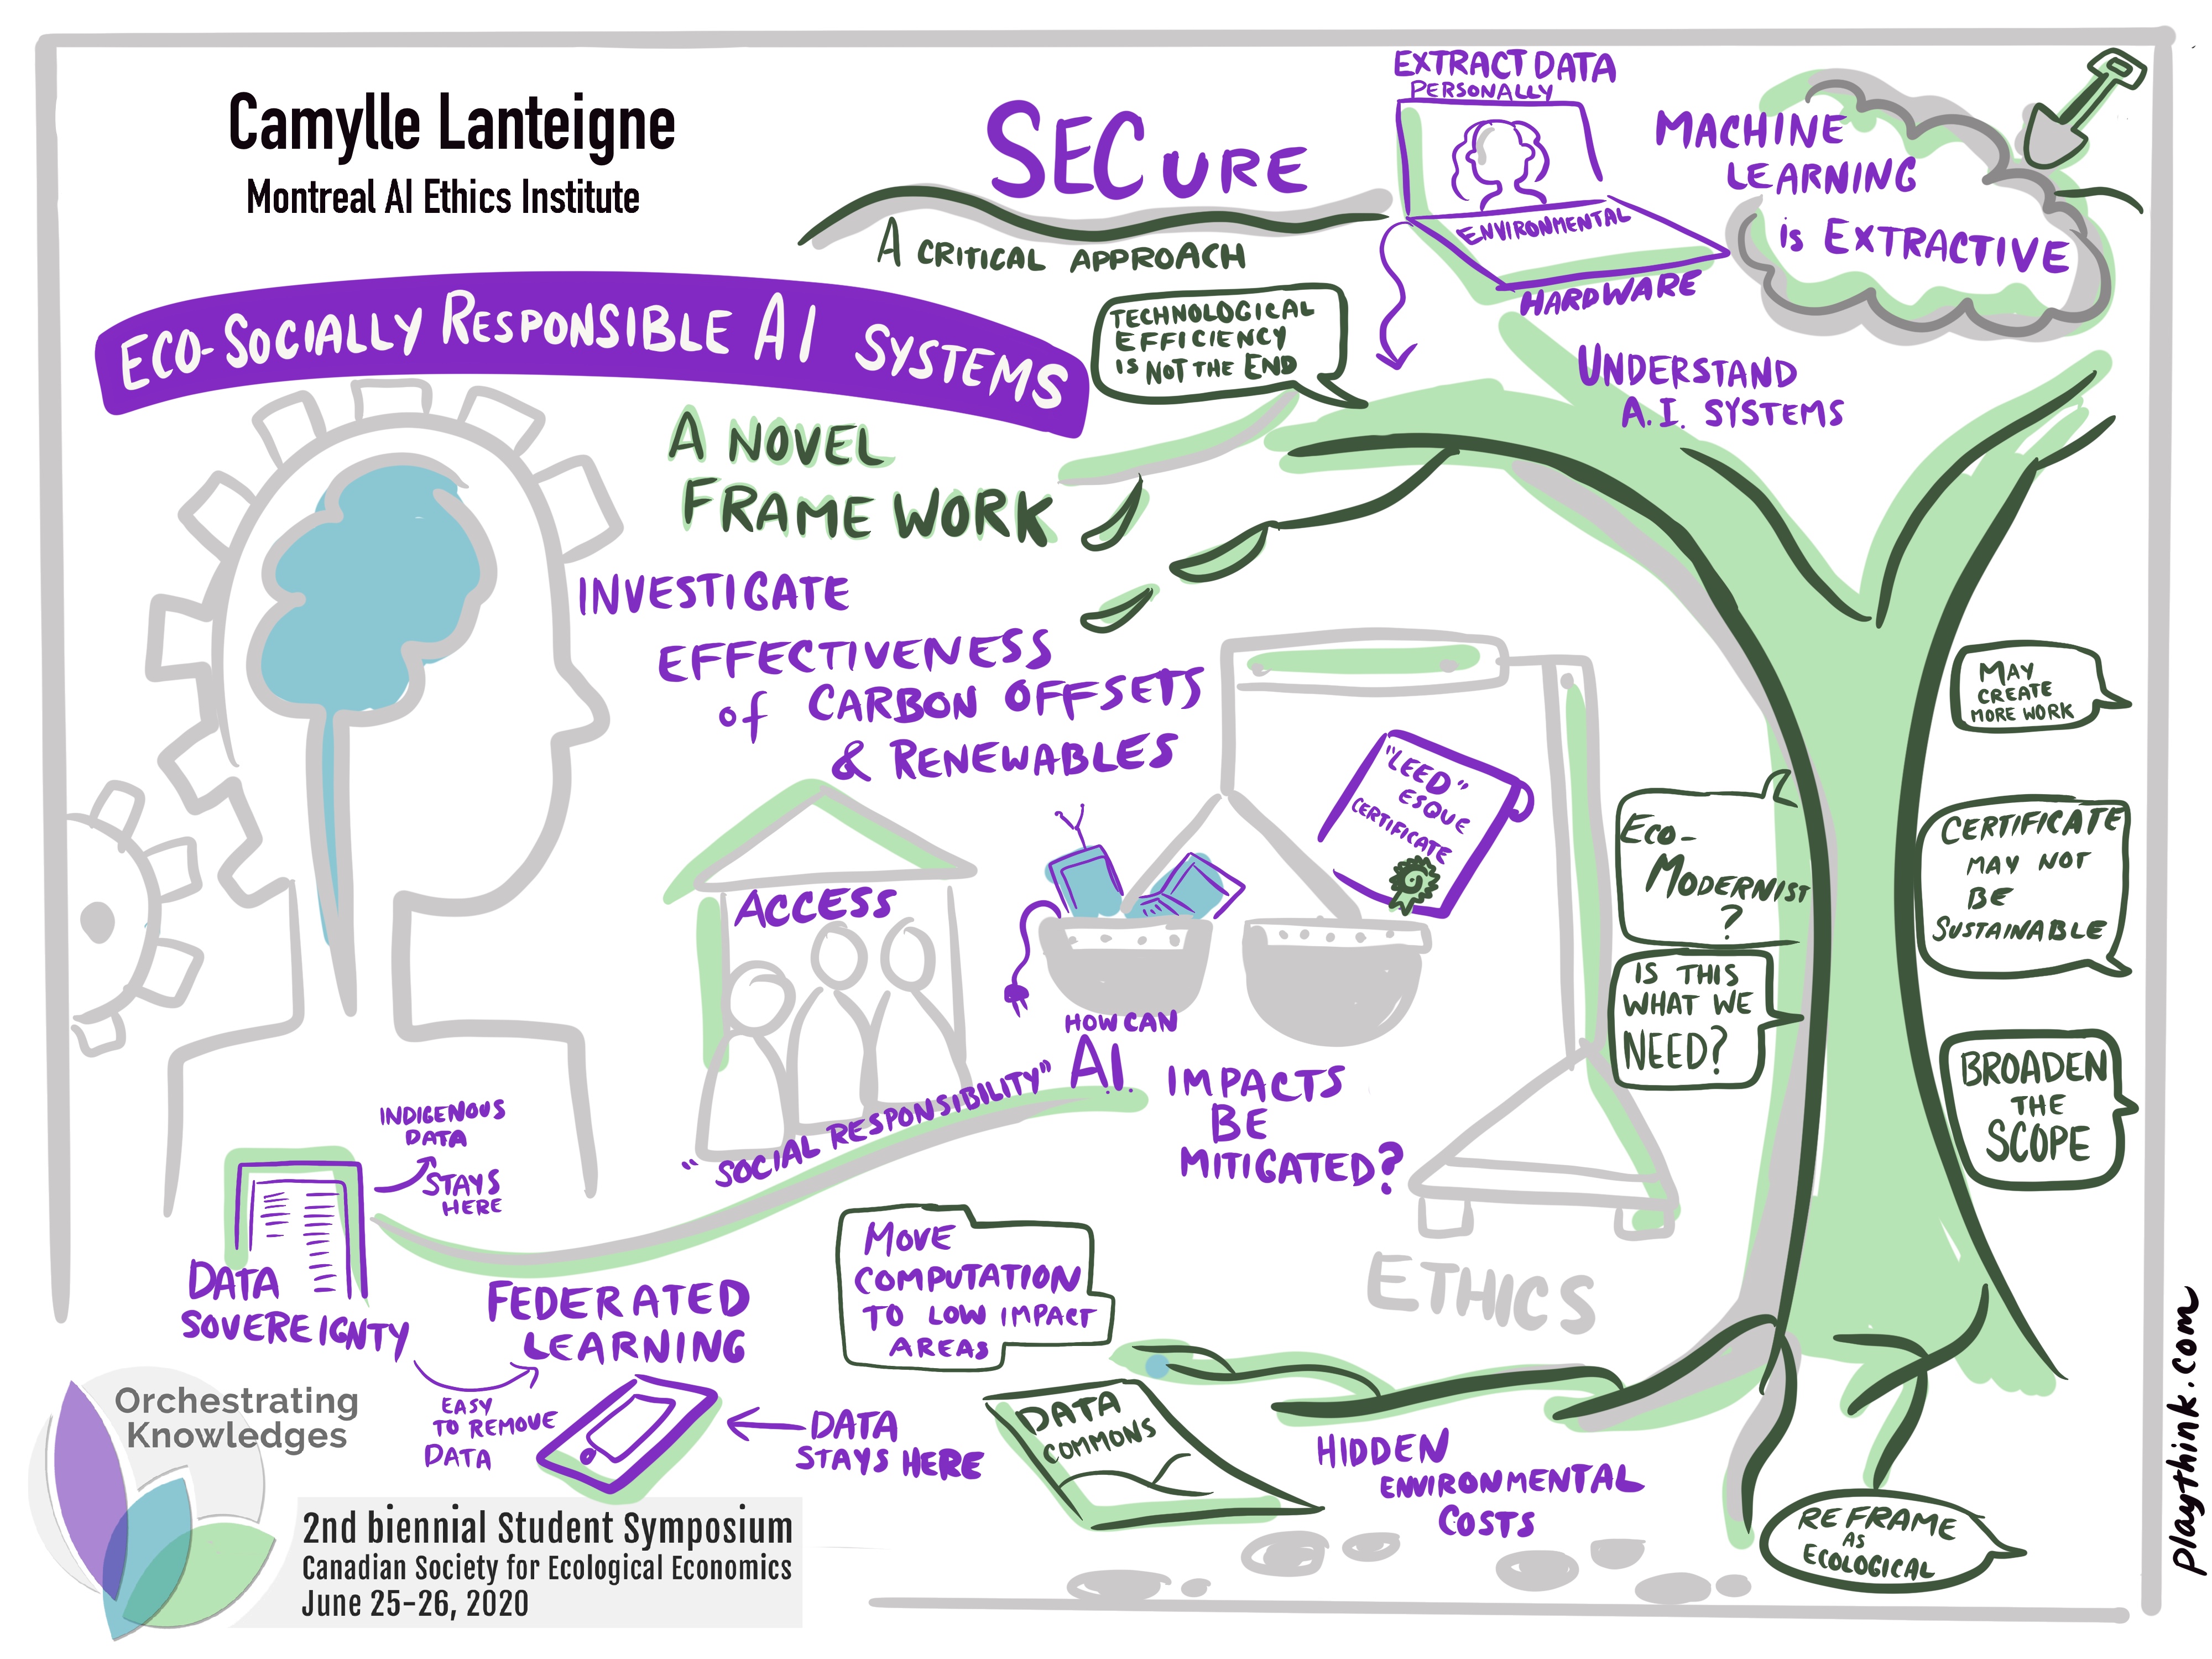 Camylle Lanteigne
Montreal AI Ethics Institute
SECURE
A CRITICAL APPROACH
EXTRACT DATA
PERSONALLY
ENVIRONMENTAL
HARDWARE
MACHINE
LEARNING
is EXTRACTIVE
ECO-SOCIALLY RESPONSIBLE AI SYSTEMS
TECHNOLOGICAL
EFFICIENCY
IS NOT THE END
UNDERSTAND
A.I. SYSTEMS
A NOVEL
FRAME WORK
INVESTIGATE
EFFECTIVENESS
of CARBON OFFSETS
& RENEWABLES
"LEED"
ESQUE
CERTIFICATE
MAY
CREATE
MORE WORK
ECO-
MODERNIST
?
CERTIFICATE
MAY NOT
BE
SUSTAINABLE
IS THIS
WHAT WE
NEED?
BROADEN
THE
SCOPE
ACCESS
"SOCIAL RESPONSIBILITY"
HOW CAN
A.I. IMPACTS
BE
MITIGATED?
INDIGENOUS
DATA
STAYS
HERE
DATA
SOVEREIGNTY
FEDERATED
LEARNING
EASY
TO REMOVE
DATA
DATA
STAYS HERE
MOVE
COMPUTATION
TO LOW IMPACT
AREAS
ETHICS
DATA
COMMONS
HIDDEN
ENVIRONMENTAL
COSTS
REFRAME
AS
ECOLOGICAL
Orchestrating
Knowledges
2nd biennial Student Symposium
Canadian Society for Ecological Economics
June 25-26, 2020
playthink.com